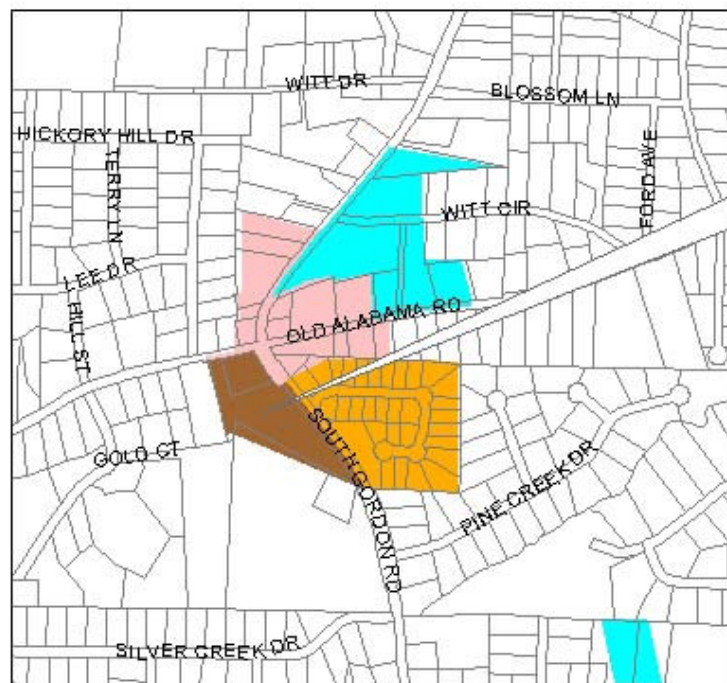 WITT DR
BLOSSOM LN
HICKORY HILL DR
TERRY LN
FORD AVE
WITT CIR
LEE DR
HILL ST
OLD ALABAMA RD
SOUTH GORDON RD
GOLD CT
PINE CREEK DR
SILVER CREEK DR